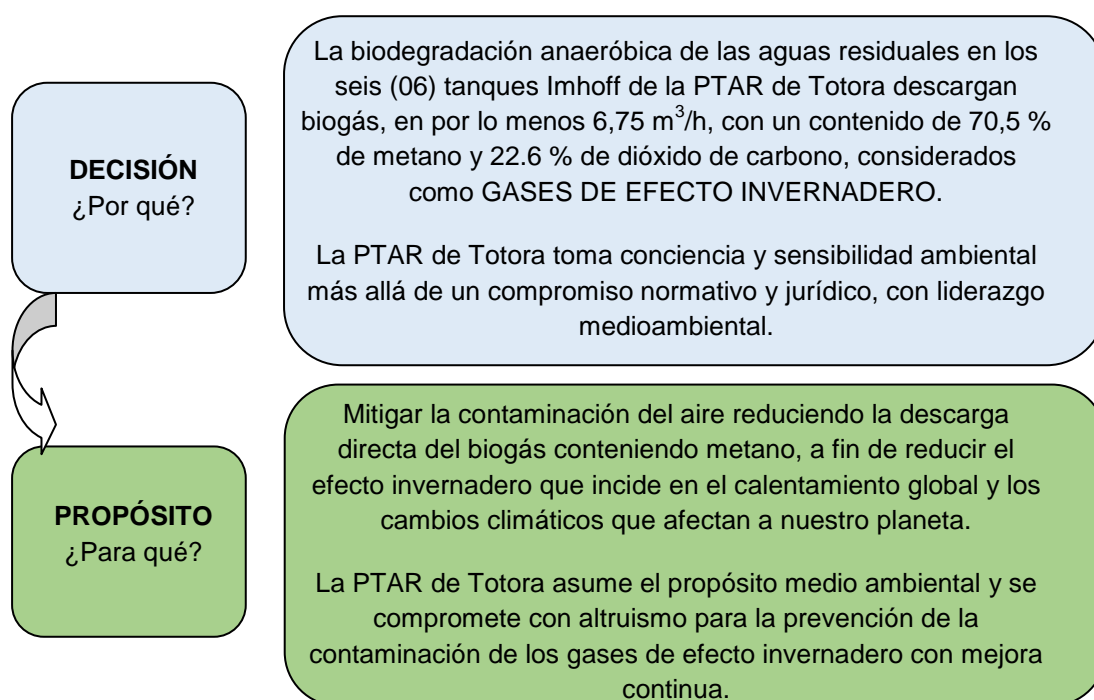 DECISIÓN
¿Por qué?
La biodegradación anaeróbica de las aguas residuales en los
seis (06) tanques Imhoff de la PTAR de Totora descargan
biogás, en por lo menos 6,75 m³/h, con un contenido de 70,5 %
de metano y 22.6 % de dióxido de carbono, considerados
como GASES DE EFECTO INVERNADERO.
La PTAR de Totora toma conciencia y sensibilidad ambiental
más allá de un compromiso normativo y jurídico, con liderazgo
medioambiental.
PROPÓSITO
¿Para qué?
Mitigar la contaminación del aire reduciendo la descarga
directa del biogás conteniendo metano, a fin de reducir el
efecto invernadero que incide en el calentamiento global y los
cambios climáticos que afectan a nuestro planeta.
La PTAR de Totora asume el propósito medio ambiental y se
compromete con altruismo para la prevención de la
contaminación de los gases de efecto invernadero con mejora
continua.